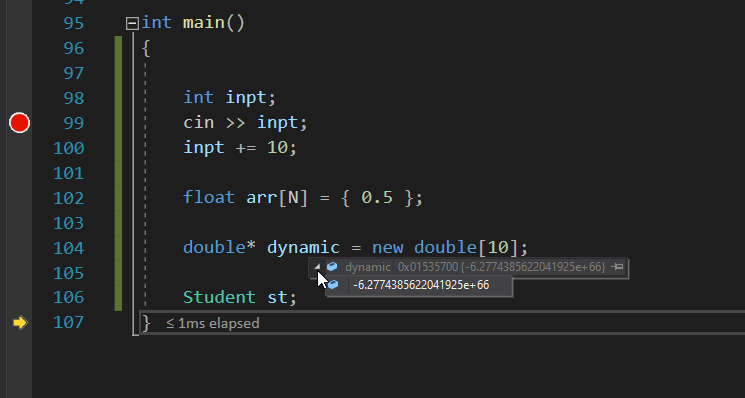 95 int main()
96 {
97
98 int inpt;
99 cin >> inpt;
100 inpt += 10;
101
102 float arr[N] = { 0.5 };
103
104 double* dynamic = new double[10];
105 dynamic 0x01535700 {-6.2774385622041925e+66}
-6.2774385622041925e+66
106 Student st;
107 } ≤ 1ms elapsed